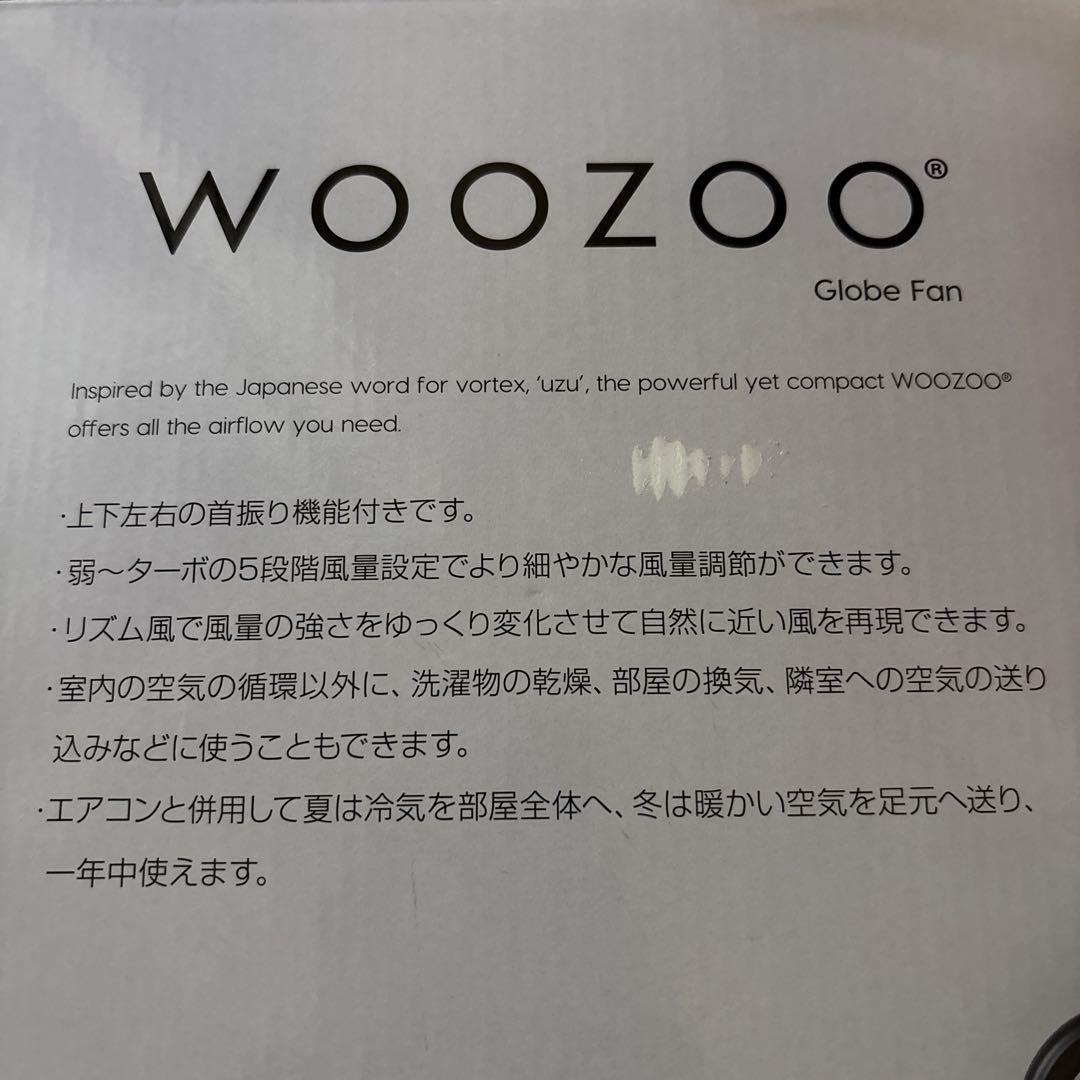 WOOZOO®
Globe Fan
Inspired by the Japanese word for vortex, ‘uzu’, the powerful yet compact WOOZOO®
offers all the airflow you need.
・上下左右の首振り機能付きです。
・弱〜ターボの5段階風量設定でより細やかな風量調節ができます。
・リズム風で風量の強さをゆっくり変化させて自然に近い風を再現できます。
・室内の空気の循環以外に、洗濯物の乾燥、部屋の換気、隣室への空気の送り
込みなどに使うこともできます。
・エアコンと併用して夏は冷気を部屋全体へ、冬は暖かい空気を足元へ送り、
一年中使えます。